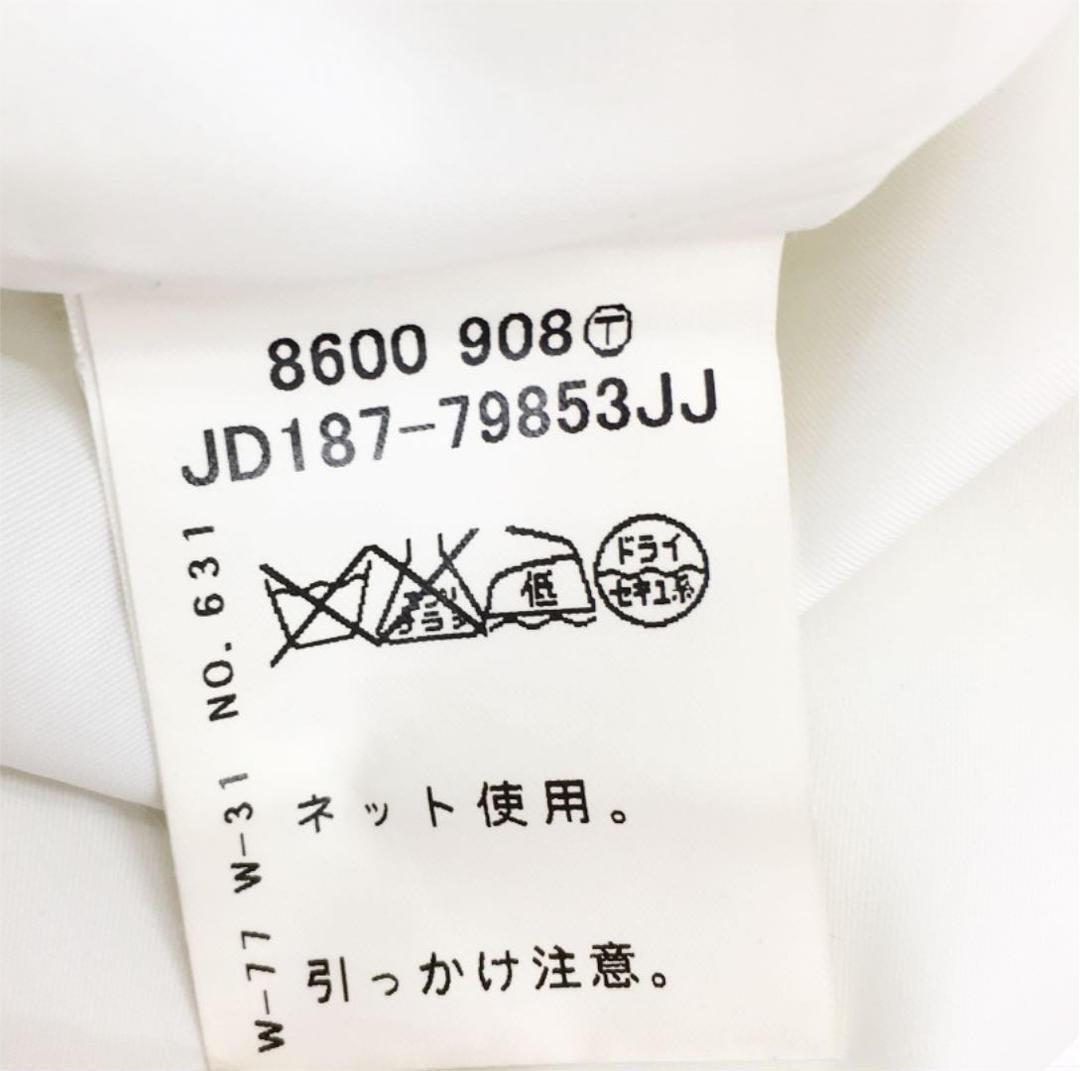 8600 908Ⓣ
JD187-79853JJ
低
ドライ
セキユ系
ネット使用。
引っかけ注意。
W-77 W-31 NO.631